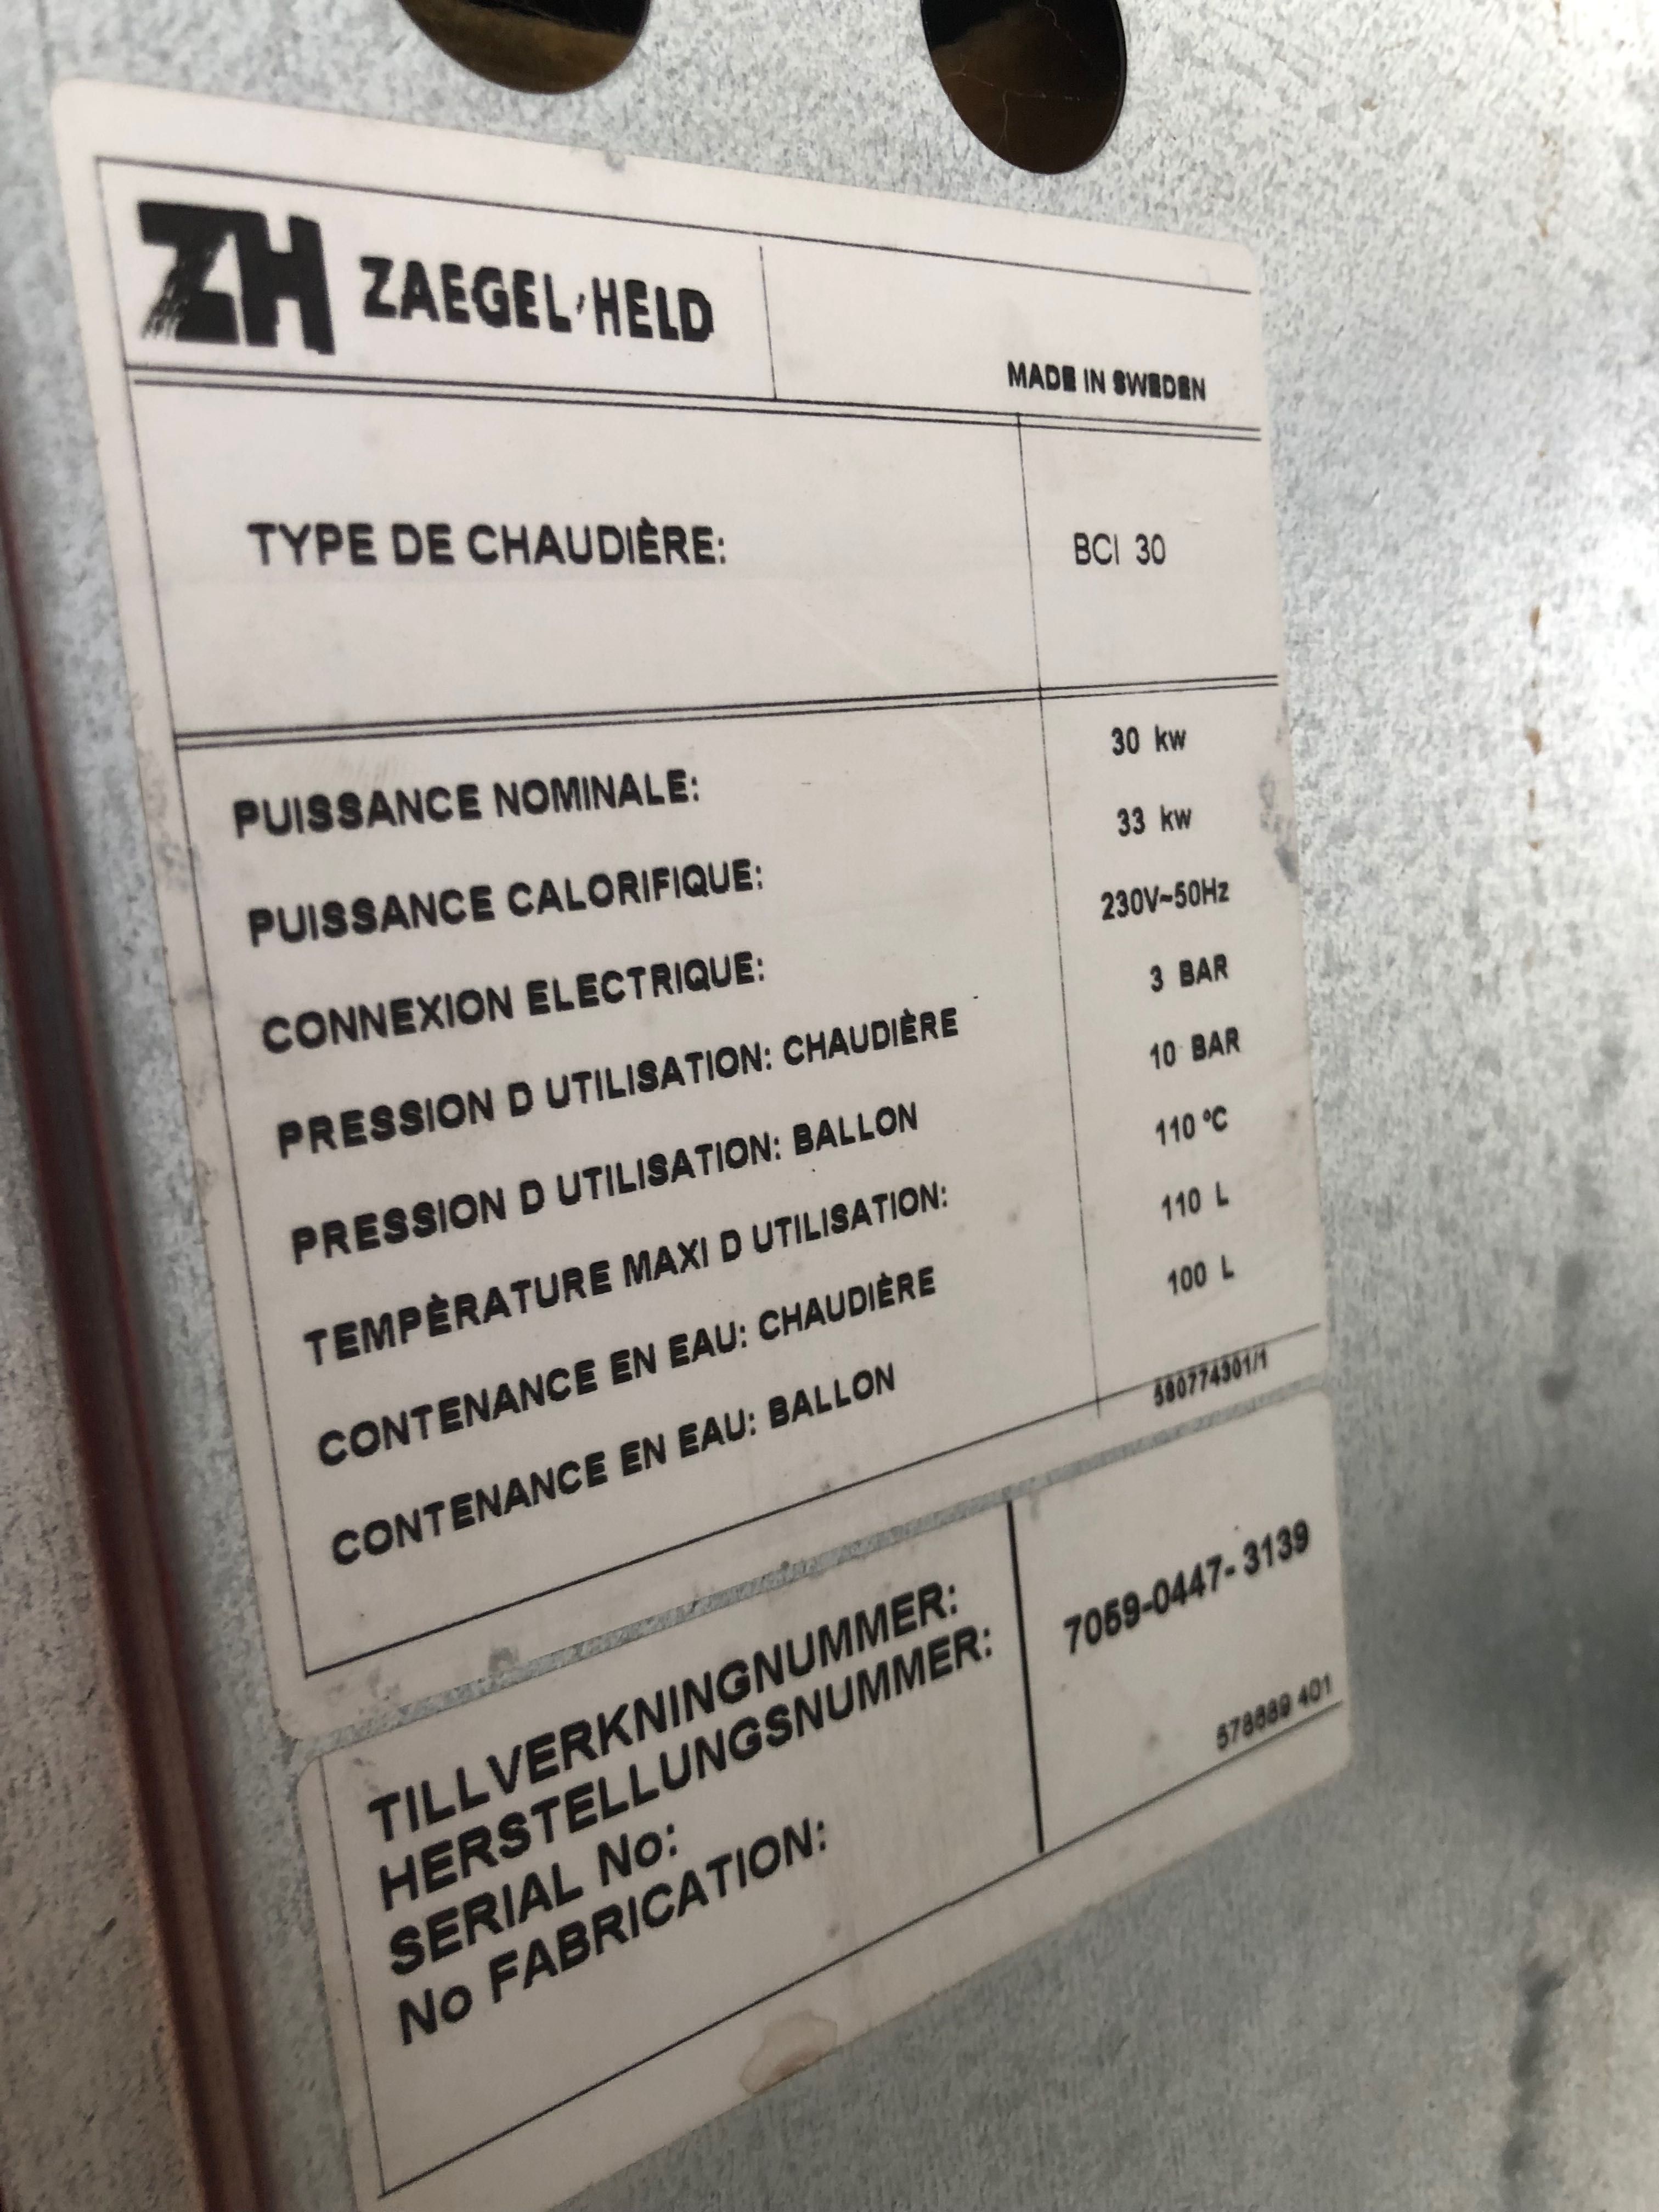 ZH ZAEGEL-HELD
MADE IN SWEDEN
TYPE DE CHAUDIÈRE: BCI 30
PUISSANCE NOMINALE: 30 kw
PUISSANCE CALORIFIQUE: 33 kw
CONNEXION ELECTRIQUE: 230V~50Hz
PRESSION D UTILISATION: CHAUDIÈRE 3 BAR
PRESSION D UTILISATION: BALLON 10 BAR
TEMPÈRATURE MAXI D UTILISATION: 110 °C
CONTENANCE EN EAU: CHAUDIÈRE 110 L
CONTENANCE EN EAU: BALLON 100 L
580774301/1
TILLVERKNINGNUMMER: 7059-0447-3139
HERSTELLUNGSNUMMER:
SERIAL No:
No FABRICATION:
401